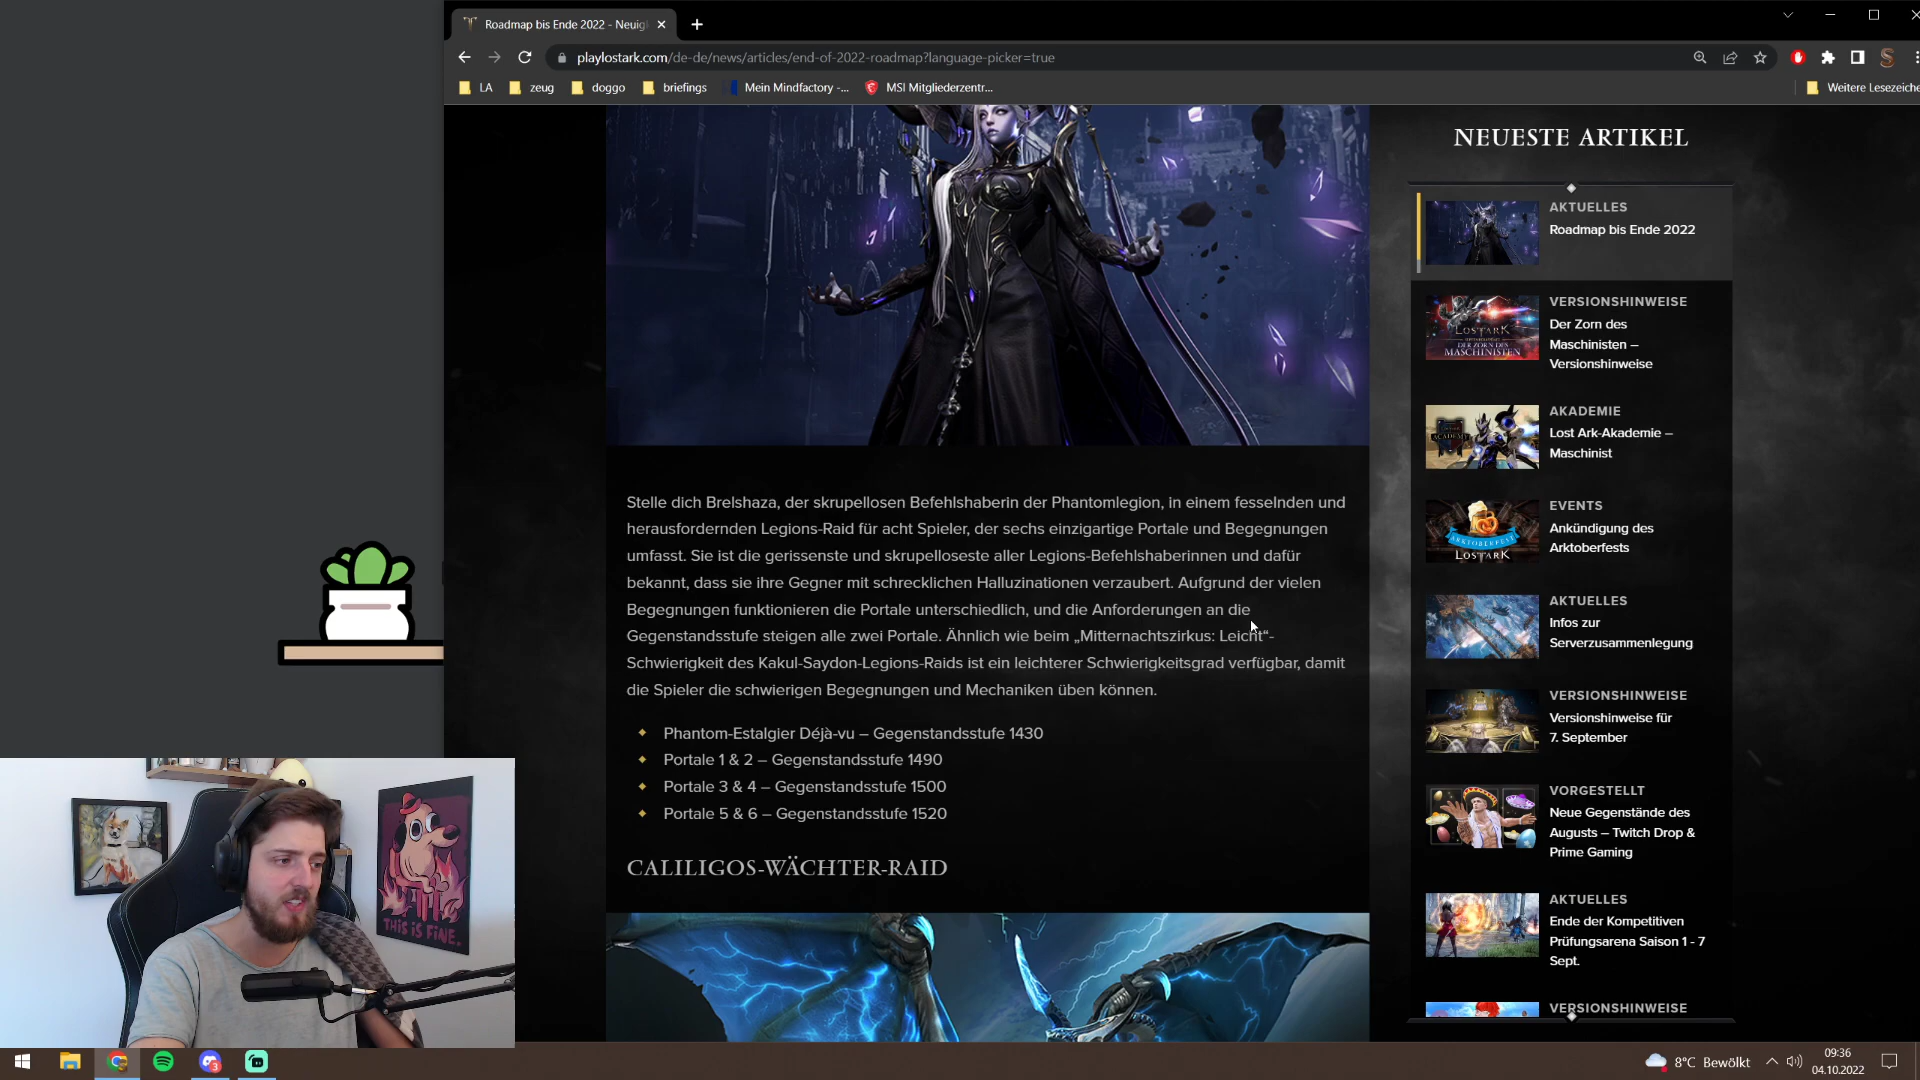 Roadmap bis Ende 2022 - Neuig
playlostark.com/de-de/news/articles/end-of-2022-roadmap?language-picker=true
LA
zeug
doggo
briefings
Mein Mindfactory -...
MSI Mitgliederzentr...
Weitere Lesezeiche
NEUESTE ARTIKEL
AKTUELLES
Roadmap bis Ende 2022
VERSIONSHINWEISE
Der Zorn des
Maschinisten –
Versionshinweise
LOSTARK
DER ZORN DES
MASCHINISTEN
AKADEMIE
Lost Ark-Akademie –
Maschinist
ACADEMY
EVENTS
Ankündigung des
Arktoberfests
ARKTOBERFEST
LOSTARK
AKTUELLES
Infos zur
Serverzusammenlegung
VERSIONSHINWEISE
Versionshinweise für
7. September
VORGESTELLT
Neue Gegenstände des
Augusts – Twitch Drop &
Prime Gaming
AKTUELLES
Ende der Kompetitiven
Prüfungsarena Saison 1 - 7
Sept.
VERSIONSHINWEISE
Stelle dich Brelshaza, der skrupellosen Befehlshaberin der Phantomlegion, in einem fesselnden und
herausfordernden Legions-Raid für acht Spieler, der sechs einzigartige Portale und Begegnungen
umfasst. Sie ist die gerissenste und skrupelloseste aller Legions-Befehlshaberinnen und dafür
bekannt, dass sie ihre Gegner mit schrecklichen Halluzinationen verzaubert. Aufgrund der vielen
Begegnungen funktionieren die Portale unterschiedlich, und die Anforderungen an die
Gegenstandsstufe steigen alle zwei Portale. Ähnlich wie beim „Mitternachtszirkus: Leicht“-
Schwierigkeit des Kakul-Saydon-Legions-Raids ist ein leichterer Schwierigkeitsgrad verfügbar, damit
die Spieler die schwierigen Begegnungen und Mechaniken üben können.
Phantom-Estalgier Déjà-vu – Gegenstandsstufe 1430
Portale 1 & 2 – Gegenstandsstufe 1490
Portale 3 & 4 – Gegenstandsstufe 1500
Portale 5 & 6 – Gegenstandsstufe 1520
CALILIGOS-WÄCHTER-RAID
THIS IS FINE.
3
8°C Bewölkt
09:36
04.10.2022